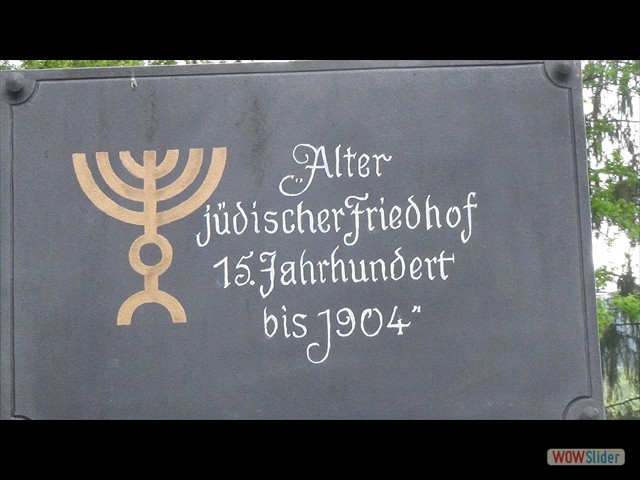 „Alter
jüdischer Friedhof
15. Jahrhundert
bis 1904"
WOWSlider